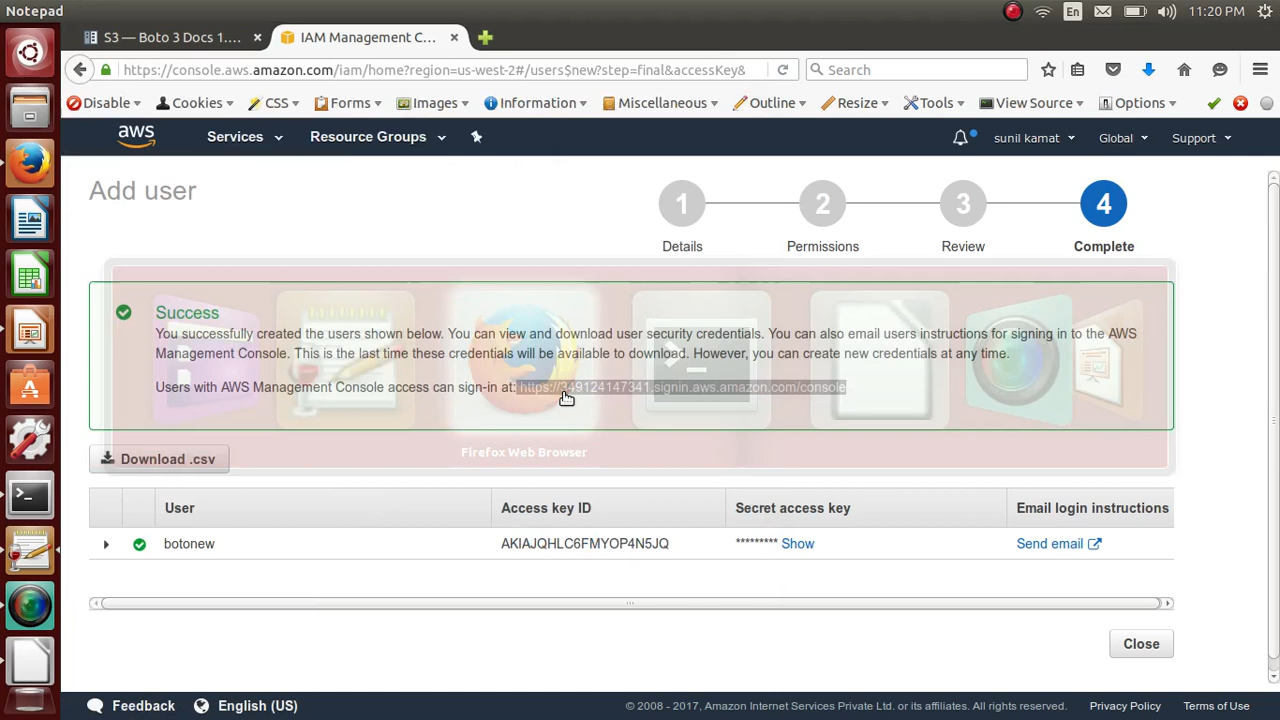 Notepad
En
11:20 PM
S3 — Boto 3 Docs 1....
IAM Management C...
https://console.aws.amazon.com/iam/home?region=us-west-2#/users$new?step=final&accessKey&
Search
Disable
Cookies
CSS
Forms
Images
Information
Miscellaneous
Outline
Resize
Tools
View Source
Options
aws
Services
Resource Groups
sunil kamat
Global
Support
Add user
1
2
3
4
Details
Permissions
Review
Complete
Success
You successfully created the users shown below. You can view and download user security credentials. You can also email users instructions for signing in to the AWS
Management Console. This is the last time these credentials will be available to download. However, you can create new credentials at any time.
Users with AWS Management Console access can sign-in at: https://349124147341.signin.aws.amazon.com/console
Firefox Web Browser
Download .csv
User
Access key ID
Secret access key
Email login instructions
botonew
AKIAJQHLC6FMYOP4N5JQ
********* Show
Send email
Close
Feedback
English (US)
© 2008 - 2017, Amazon Internet Services Private Ltd. or its affiliates. All rights reserved.
Privacy Policy
Terms of Use